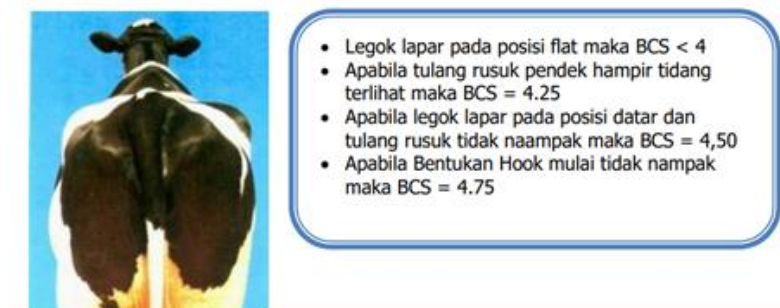 • Legok lapar pada posisi flat maka BCS < 4
• Apabila tulang rusuk pendek hampir tidang
terlihat maka BCS = 4.25
• Apabila legok lapar pada posisi datar dan
tulang rusuk tidak naampak maka BCS = 4,50
• Apabila Bentukan Hook mulai tidak nampak
maka BCS = 4.75